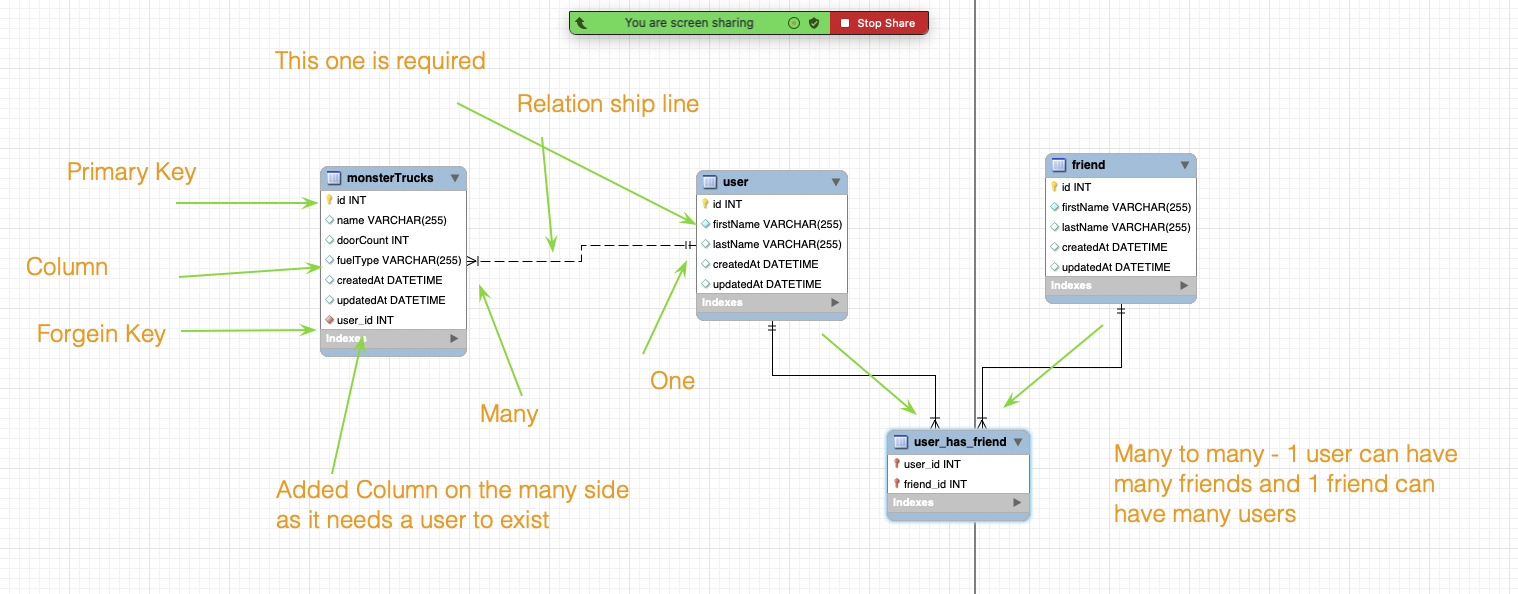 You are screen sharing
Stop Share
This one is required
Relation ship line
Primary Key
Column
Forgein Key
monsterTrucks
id INT
name VARCHAR(255)
doorCount INT
fuelType VARCHAR(255)
createdAt DATETIME
updatedAt DATETIME
user_id INT
Indexes
user
id INT
firstName VARCHAR(255)
lastName VARCHAR(255)
createdAt DATETIME
updatedAt DATETIME
Indexes
friend
id INT
firstName VARCHAR(255)
lastName VARCHAR(255)
createdAt DATETIME
updatedAt DATETIME
Indexes
One
Many
Added Column on the many side
as it needs a user to exist
user_has_friend
user_id INT
friend_id INT
Indexes
Many to many - 1 user can have
many friends and 1 friend can
have many users